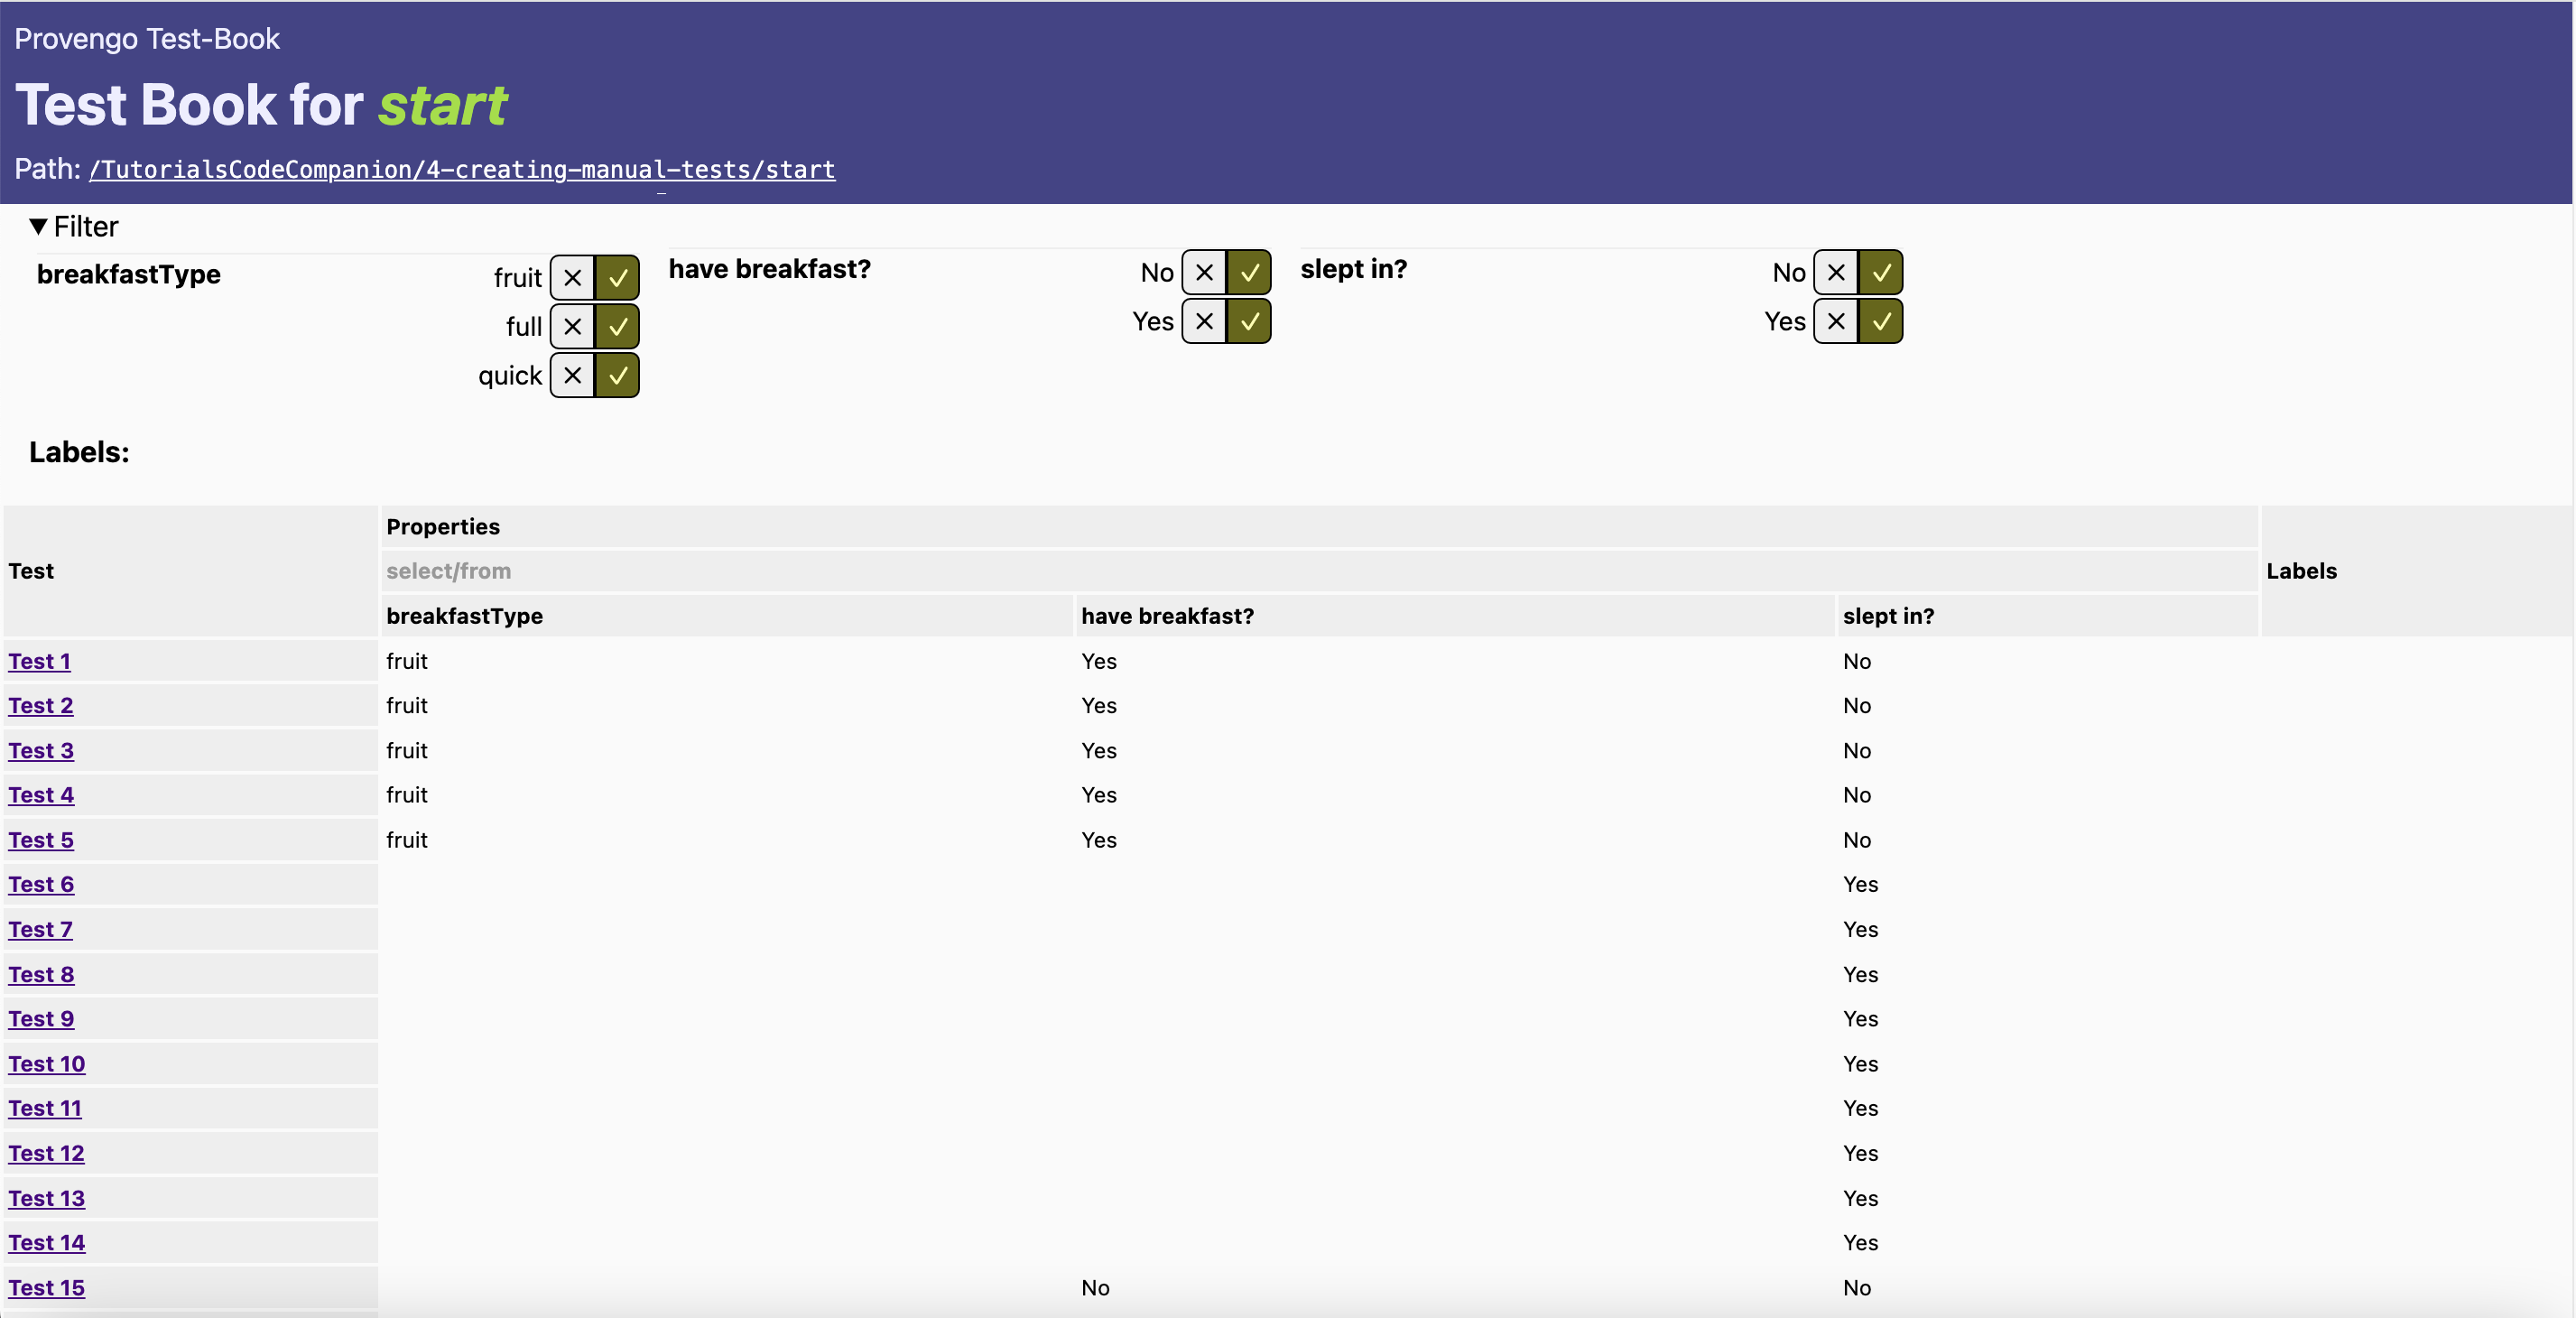 Provengo Test-Book
Test Book for start
Path: /TutorialsCodeCompanion/4-creating-manual-tests/start
▼ Filter
breakfastType fruit ✕ ✓
full ✕ ✓
quick ✕ ✓
have breakfast? No ✕ ✓
Yes ✕ ✓
slept in? No ✕ ✓
Yes ✕ ✓
Labels:
Test
Properties
select/from
breakfastType have breakfast? slept in?
Labels
Test 1 fruit Yes No
Test 2 fruit Yes No
Test 3 fruit Yes No
Test 4 fruit Yes No
Test 5 fruit Yes No
Test 6 Yes
Test 7 Yes
Test 8 Yes
Test 9 Yes
Test 10 Yes
Test 11 Yes
Test 12 Yes
Test 13 Yes
Test 14 Yes
Test 15 No No